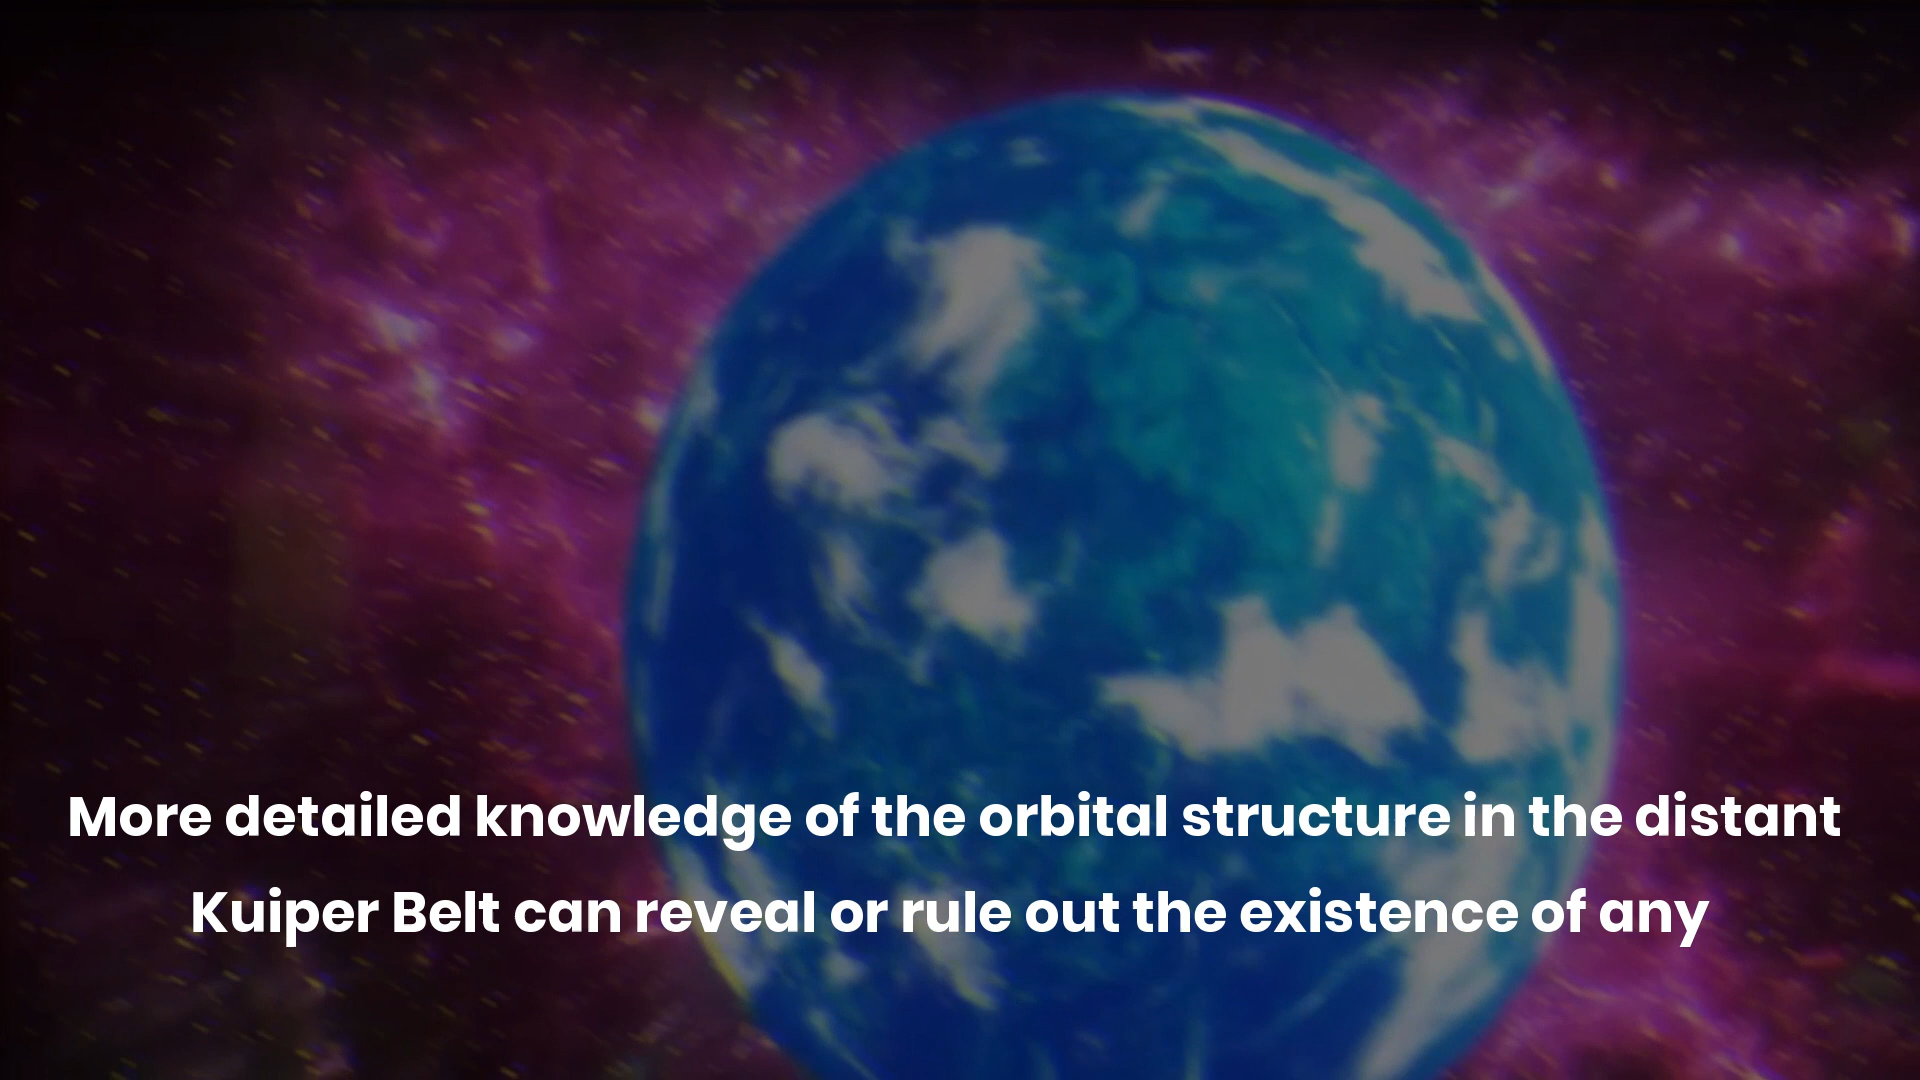 More detailed knowledge of the orbital structure in the distant
Kuiper Belt can reveal or rule out the existence of any